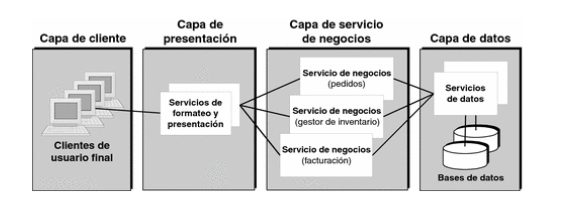 Capa de cliente
Capa de
presentación
Capa de servicio
de negocios
Capa de datos
Clientes de
usuario final
Servicios de
formateo y
presentación
Servicio de negocios
(pedidos)
Servicio de negocios
(gestor de inventario)
Servicio de negocios
(facturación)
Servicios
de datos
Bases de datos